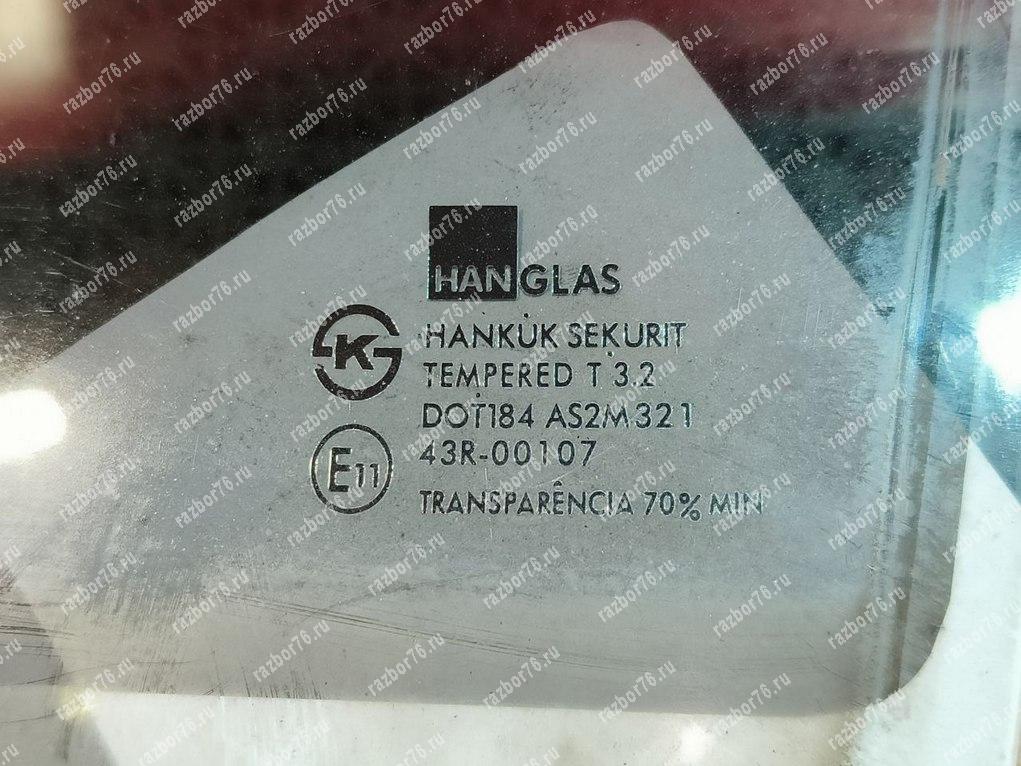 HANGLAS
K
HANKUK SEKURIT
TEMPERED T 3.2
DOT184 AS2M321
E11
43R-00107
TRANSPARÊNCIA 70% MIN
razbor76.ru